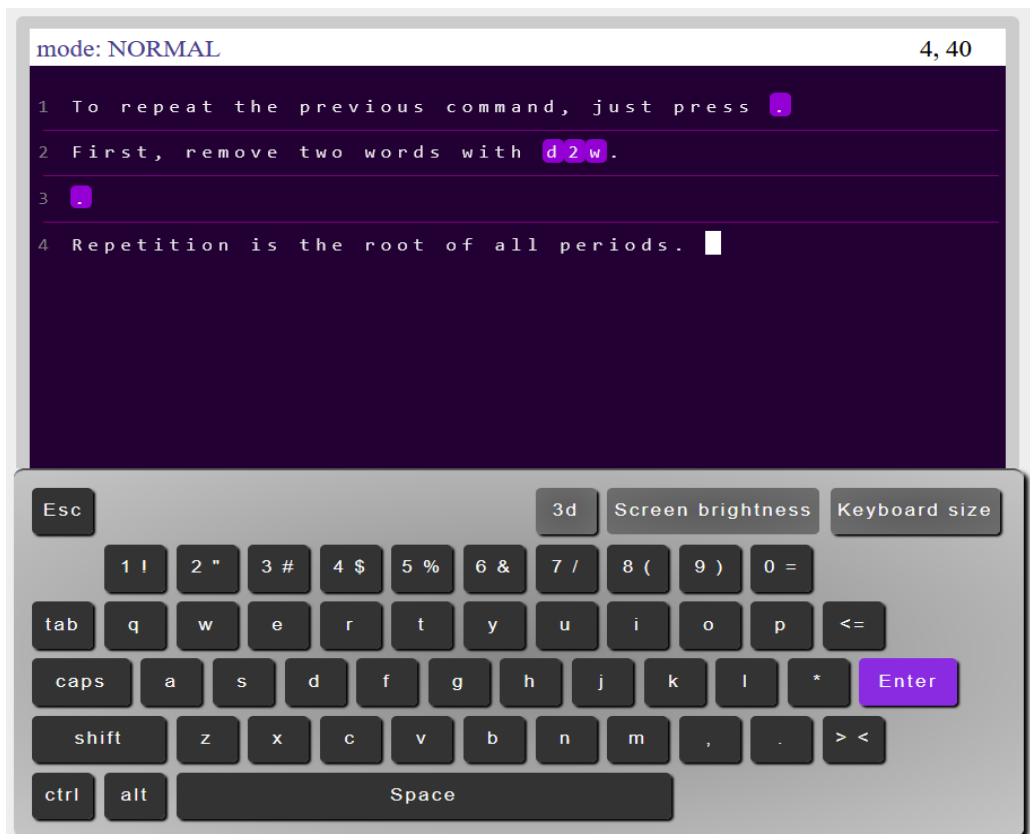 mode: NORMAL 4, 40
1 To repeat the previous command, just press .
2 First, remove two words with d2w.
3 .
4 Repetition is the root of all periods.
Esc 3d Screen brightness Keyboard size
1 ! 2 " 3 # 4 $ 5 % 6 & 7 / 8 ( 9 ) 0 =
tab q w e r t y u i o p <=
caps a s d f g h j k l * Enter
shift z x c v b n m , . > <
ctrl alt Space